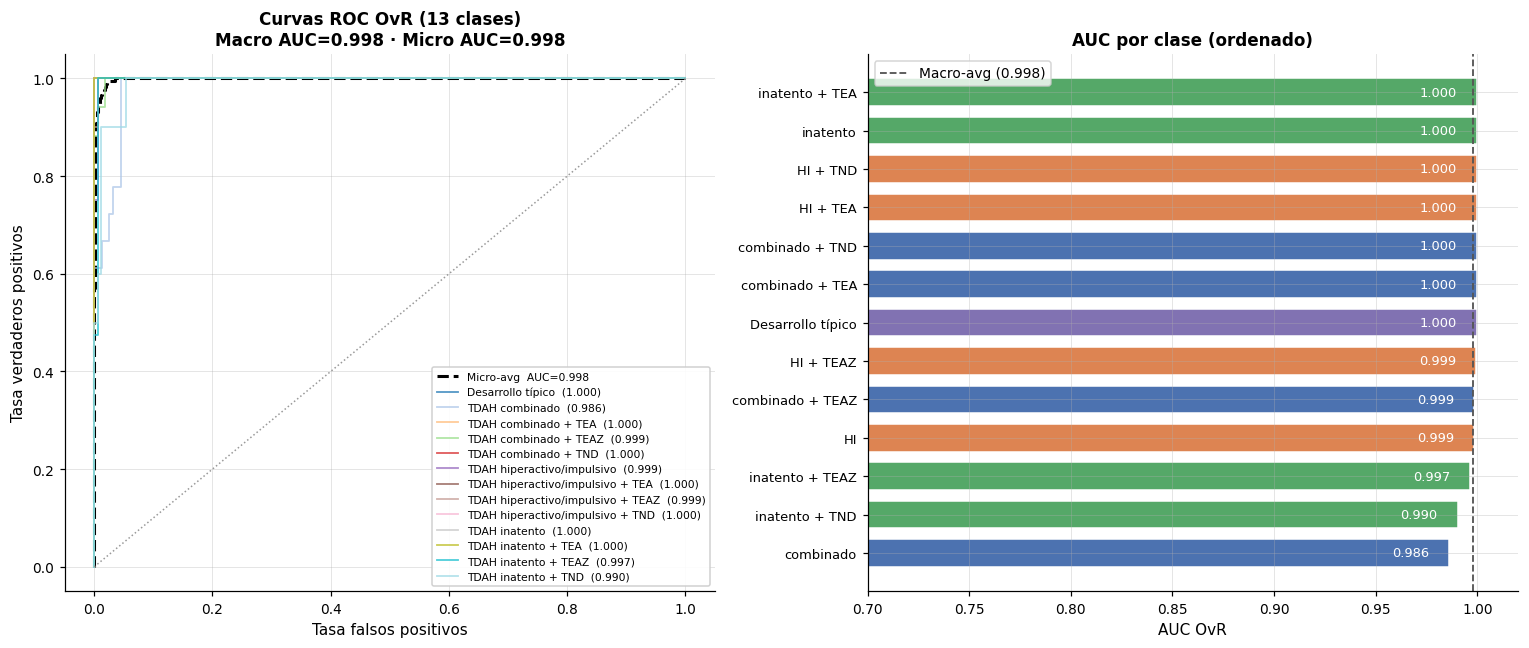 Curvas ROC OvR (13 clases)
Macro AUC=0.998 · Micro AUC=0.998
Tasa verdaderos positivos
1.0
0.8
0.6
0.4
0.2
0.0
0.0 0.2 0.4 0.6 0.8 1.0
Tasa falsos positivos
Micro-avg AUC=0.998
Desarrollo típico (1.000)
TDAH combinado (0.986)
TDAH combinado + TEA (1.000)
TDAH combinado + TEAZ (0.999)
TDAH combinado + TND (1.000)
TDAH hiperactivo/impulsivo (0.999)
TDAH hiperactivo/impulsivo + TEA (1.000)
TDAH hiperactivo/impulsivo + TEAZ (0.999)
TDAH hiperactivo/impulsivo + TND (1.000)
TDAH inatento (1.000)
TDAH inatento + TEA (1.000)
TDAH inatento + TEAZ (0.997)
TDAH inatento + TND (0.990)
AUC por clase (ordenado)
Macro-avg (0.998)
inatento + TEA 1.000
inatento 1.000
HI + TND 1.000
HI + TEA 1.000
combinado + TND 1.000
combinado + TEA 1.000
Desarrollo típico 1.000
HI + TEAZ 0.999
combinado + TEAZ 0.999
HI 0.999
inatento + TEAZ 0.997
inatento + TND 0.990
combinado 0.986
0.70 0.75 0.80 0.85 0.90 0.95 1.00
AUC OvR